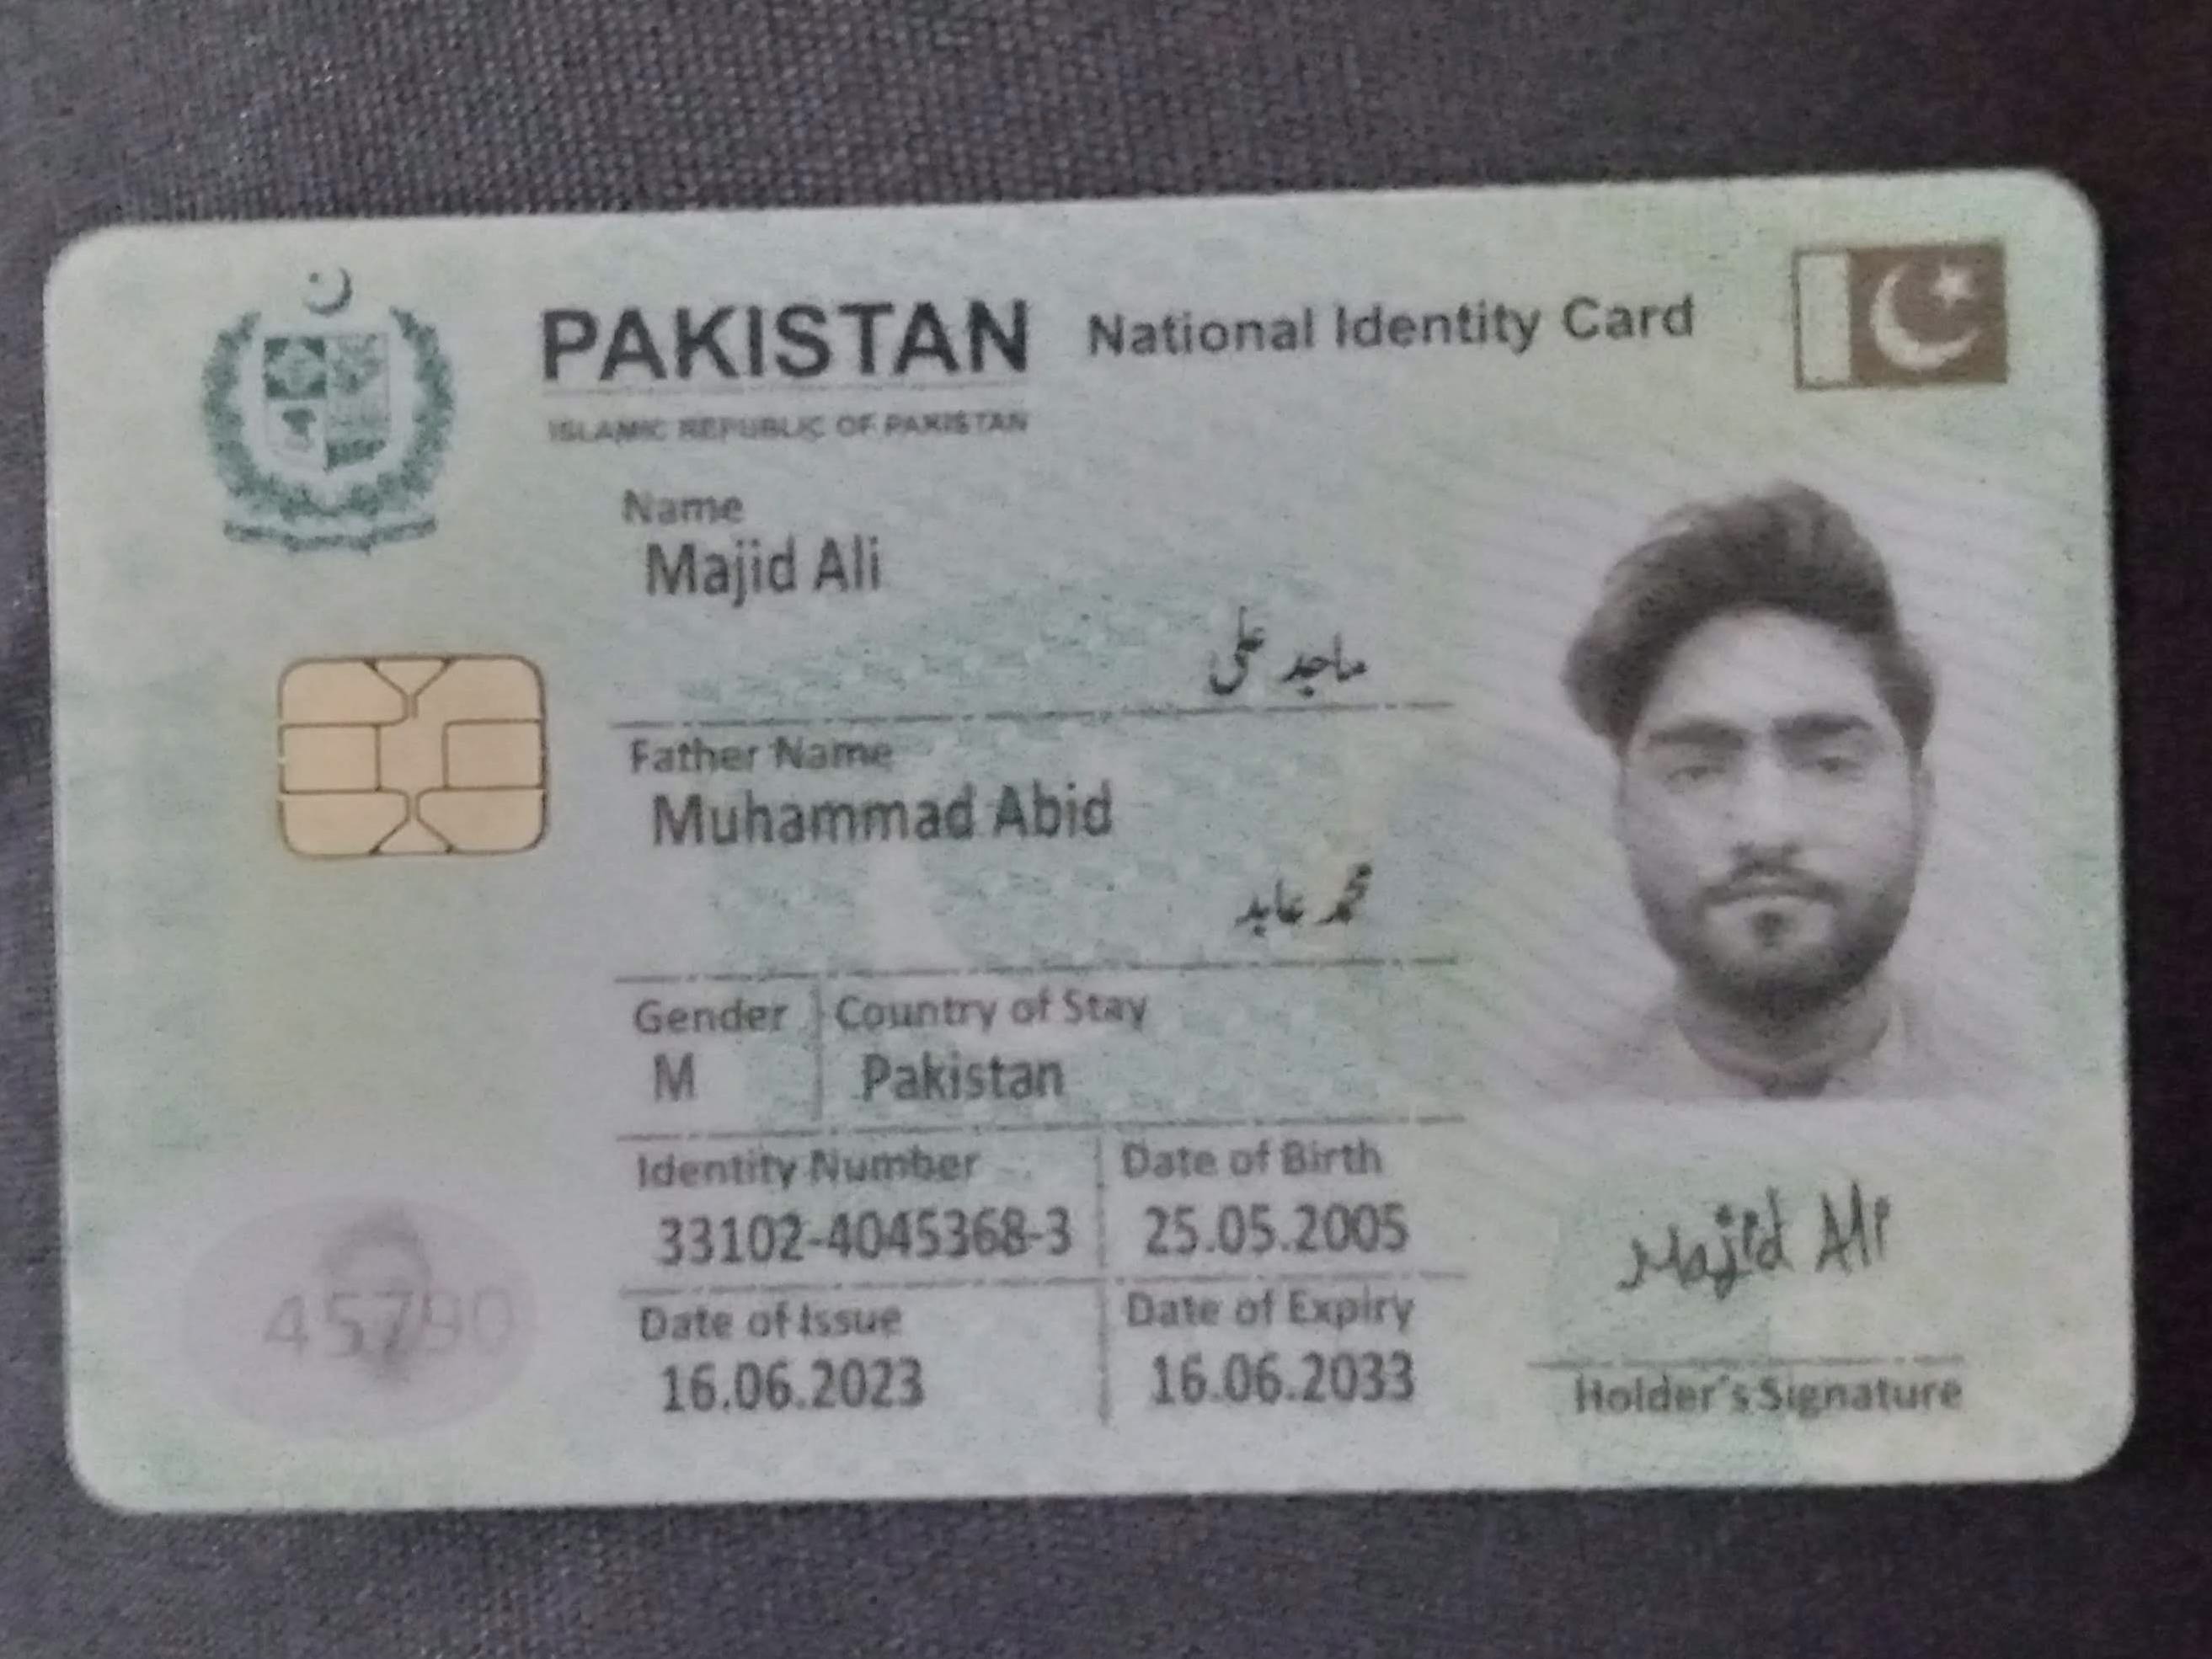 PAKISTAN National Identity Card
ISLAMIC REPUBLIC OF PAKISTAN
Name
Majid Ali
ماجد علی
Father Name
Muhammad Abid
محمد عابد
Gender Country of Stay
M Pakistan
Identity Number Date of Birth
33102-4045368-3 25.05.2005
Majid Ali
45790
Date of Issue Date of Expiry
16.06.2023 16.06.2033
Holder's Signature